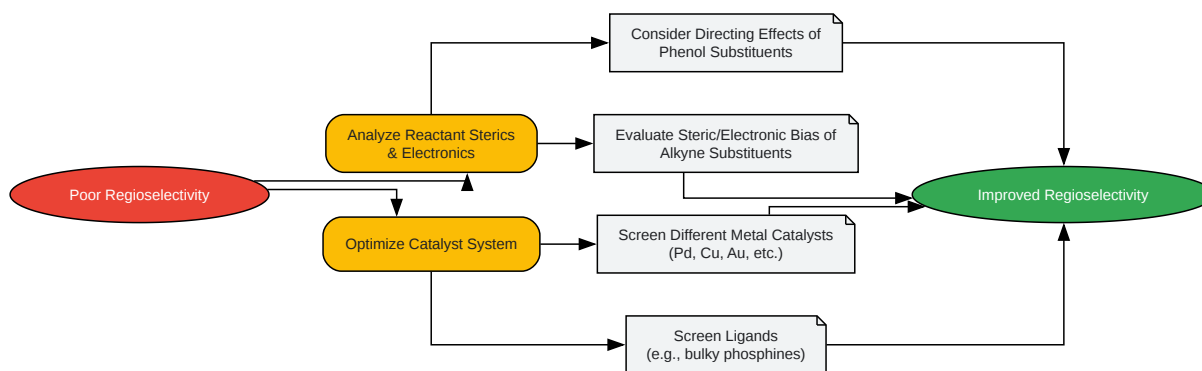 Consider Directing Effects of
Phenol Substituents
Analyze Reactant Sterics
& Electronics
Evaluate Steric/Electronic Bias of
Alkyne Substituents
Poor Regioselectivity
Improved Regioselectivity
Optimize Catalyst System
Screen Different Metal Catalysts
(Pd, Cu, Au, etc.)
Screen Ligands
(e.g., bulky phosphines)